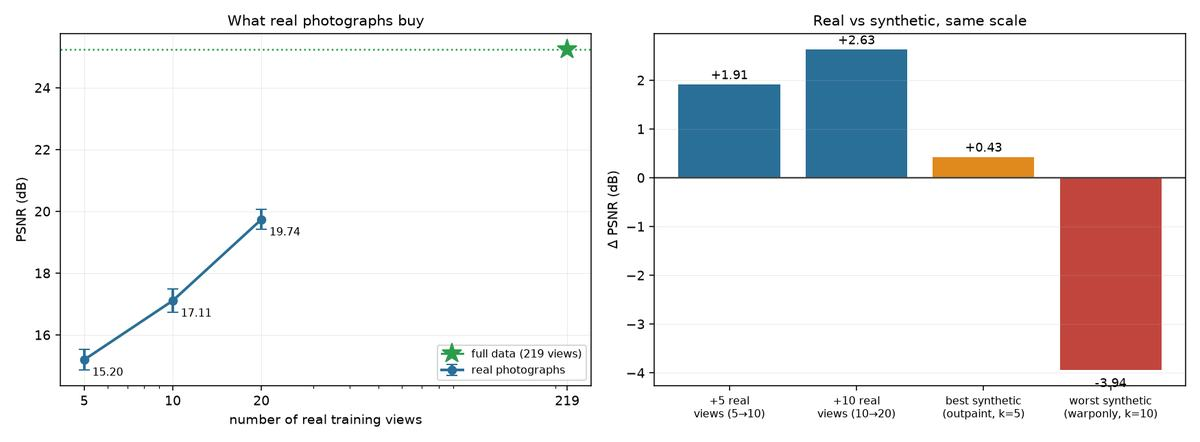 What real photographs buy
PSNR (dB)
24
22
20
18
16
19.74
17.11
15.20
full data (219 views)
real photographs
5
10
20
219
number of real training views
Real vs synthetic, same scale
Δ PSNR (dB)
2
1
0
−1
−2
−3
−4
+1.91
+2.63
+0.43
-3.94
+5 real
views (5→10)
+10 real
views (10→20)
best synthetic
(outpaint, k=5)
worst synthetic
(warponly, k=10)